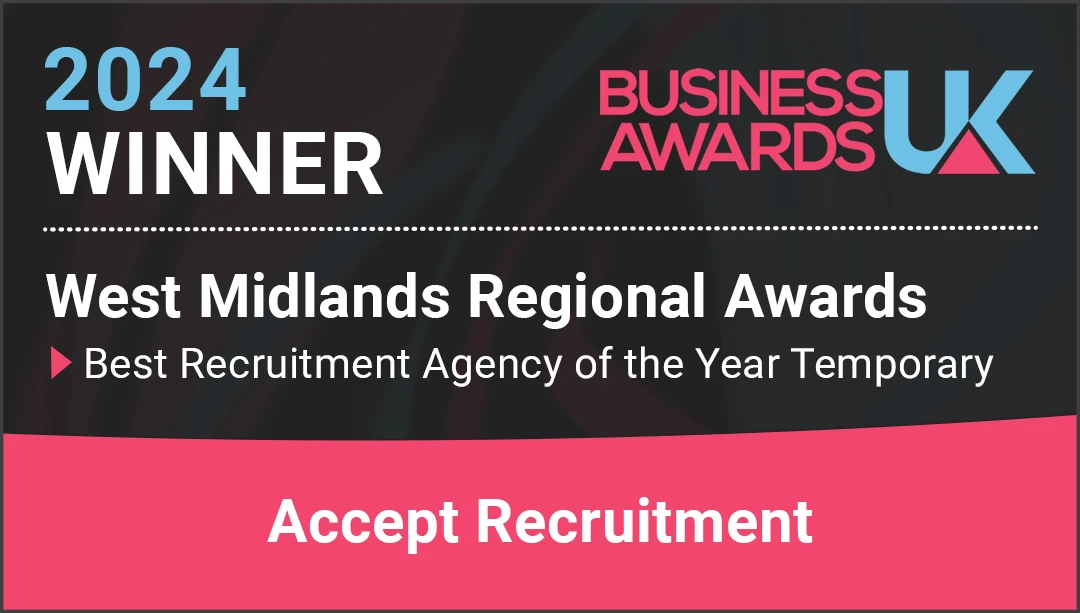 2024
WINNER
BUSINESS
AWARDS
UK
West Midlands Regional Awards
Best Recruitment Agency of the Year Temporary
Accept Recruitment